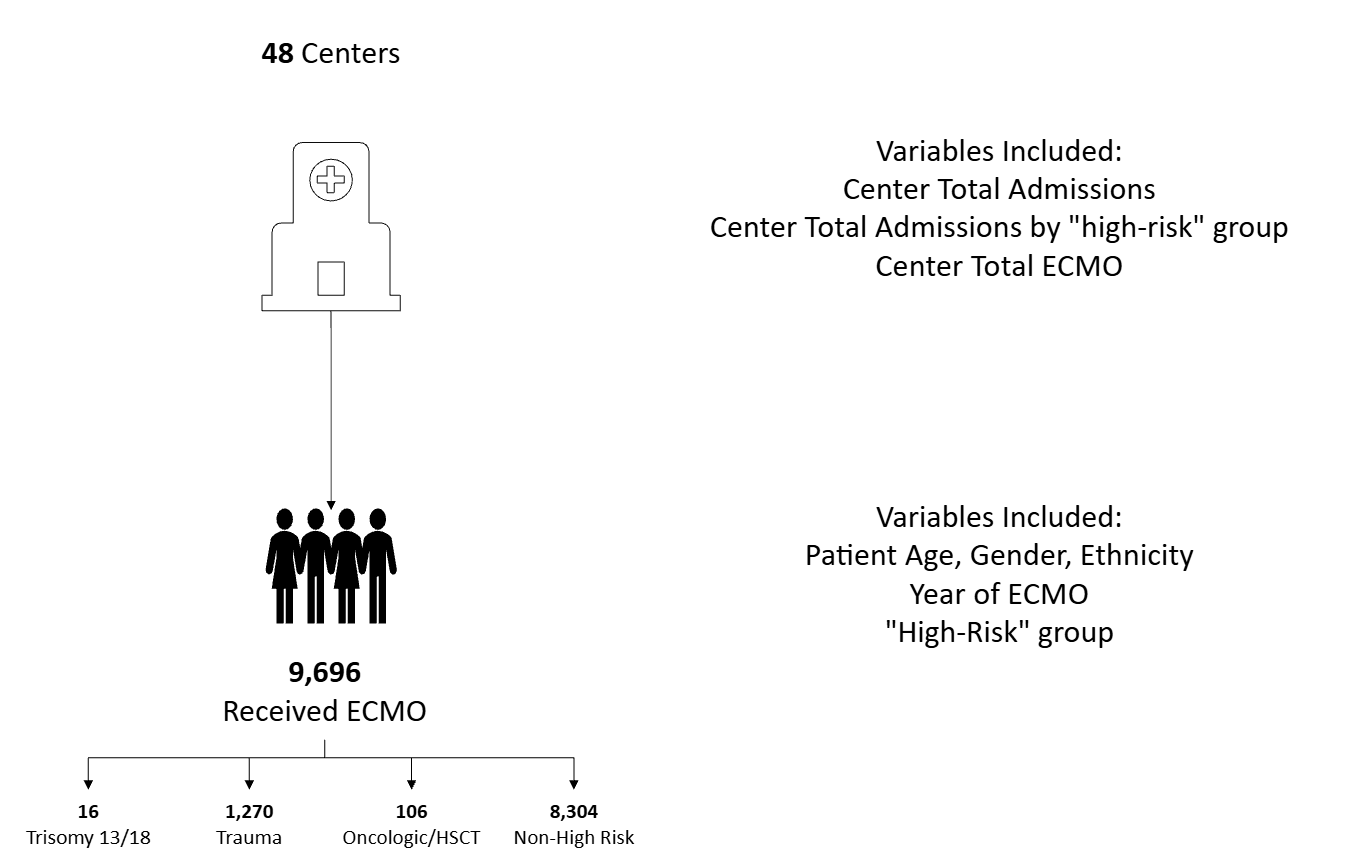 48 Centers
Variables Included:
Center Total Admissions
Center Total Admissions by "high-risk" group
Center Total ECMO
Variables Included:
Patient Age, Gender, Ethnicity
Year of ECMO
"High-Risk" group
9,696
Received ECMO
16
Trisomy 13/18
1,270
Trauma
106
Oncologic/HSCT
8,304
Non-High Risk